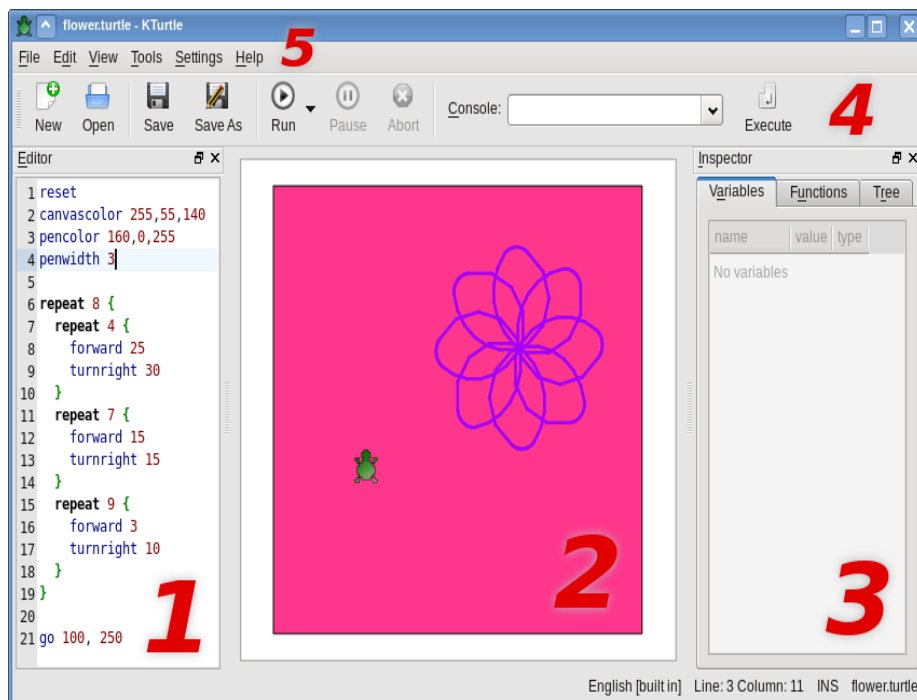 flower.turtle - KTurtle
File Edit View Tools Settings Help 5
New Open Save Save As Run Pause Abort Console: Execute 4
Editor
1 reset
2 canvascolor 255,55,140
3 pencolor 160,0,255
4 penwidth 3
5
6 repeat 8 {
7 repeat 4 {
8 forward 25
9 turnright 30
10 }
11 repeat 7 {
12 forward 15
13 turnright 15
14 }
15 repeat 9 {
16 forward 3
17 turnright 10
18 }
19 }
20
21 go 100, 250
1
2
Inspector
Variables Functions Tree
name value type
No variables
3
English [built in] Line: 3 Column: 11 INS flower.turtle